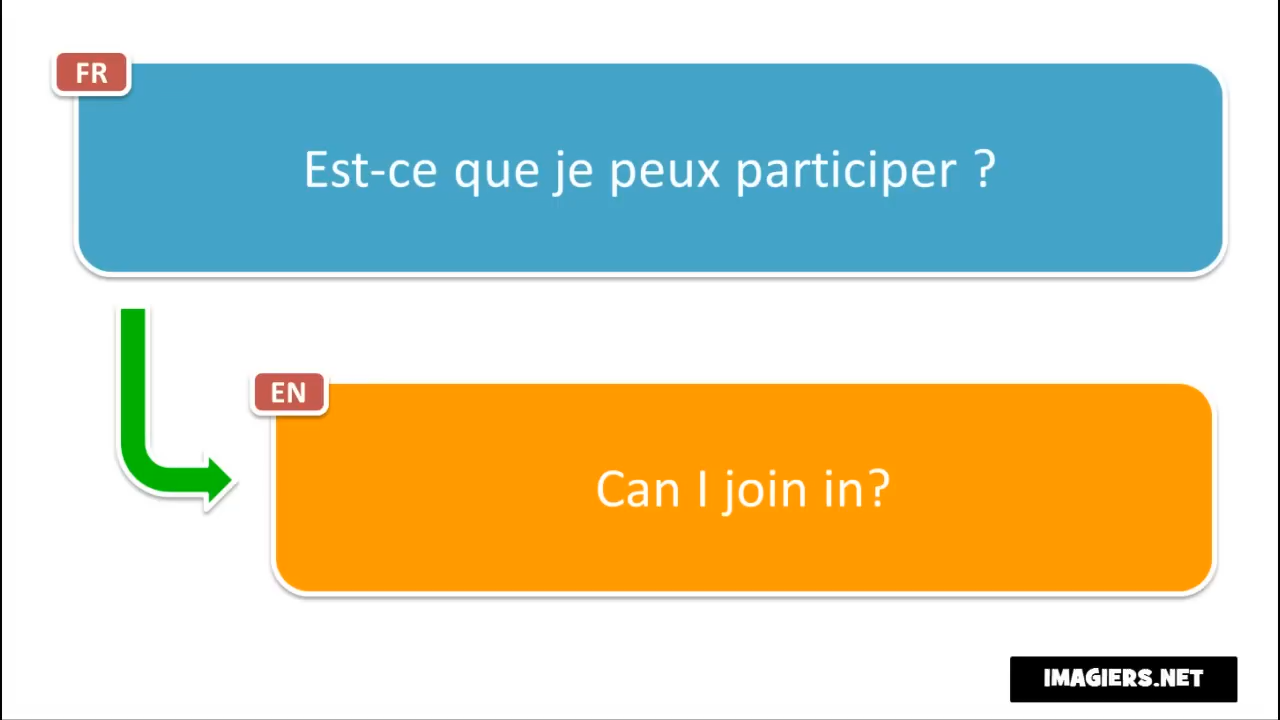 FR
Est-ce que je peux participer ?
EN
Can I join in?
IMAGIERS.NET